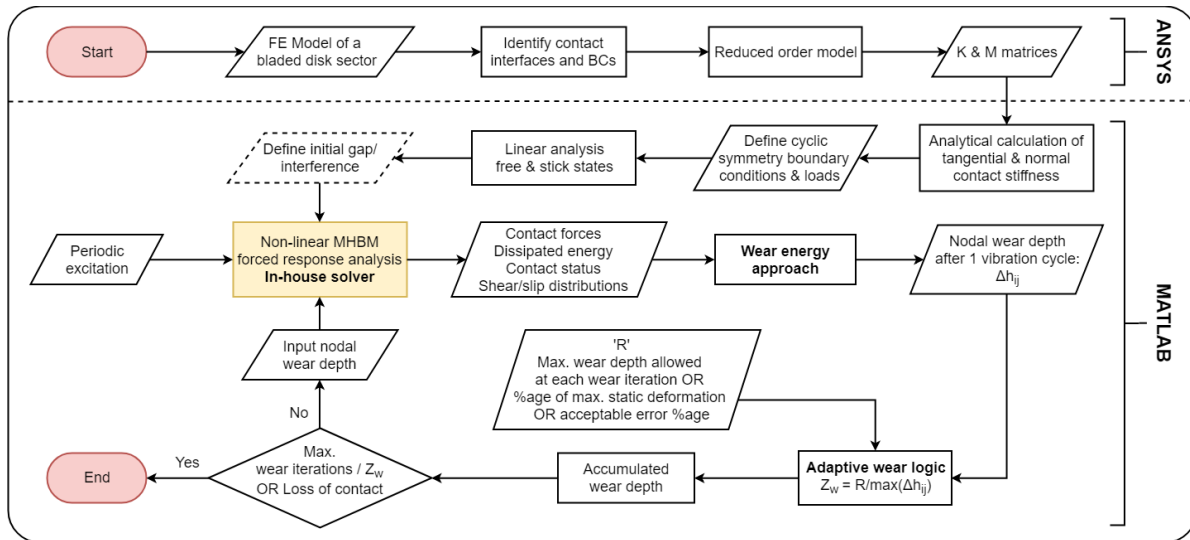 Start
FE Model of a
bladed disk sector
Identify contact
interfaces and BCs
Reduced order model
K & M matrices
ANSYS
Define initial gap/
interference
Linear analysis
free & stick states
Define cyclic
symmetry boundary
conditions & loads
Analytical calculation of
tangential & normal
contact stiffness
Periodic
excitation
Non-linear MHBM
forced response analysis
In-house solver
Contact forces
Dissipated energy
Contact status
Shear/slip distributions
Wear energy
approach
Nodal wear depth
after 1 vibration cycle:
Δhij
MATLAB
Input nodal
wear depth
'R'
Max. wear depth allowed
at each wear iteration OR
%age of max. static deformation
OR acceptable error %age
No
End
Yes
Max.
wear iterations / Zw
OR Loss of contact
Accumulated
wear depth
Adaptive wear logic
Zw = R/max(Δhij)